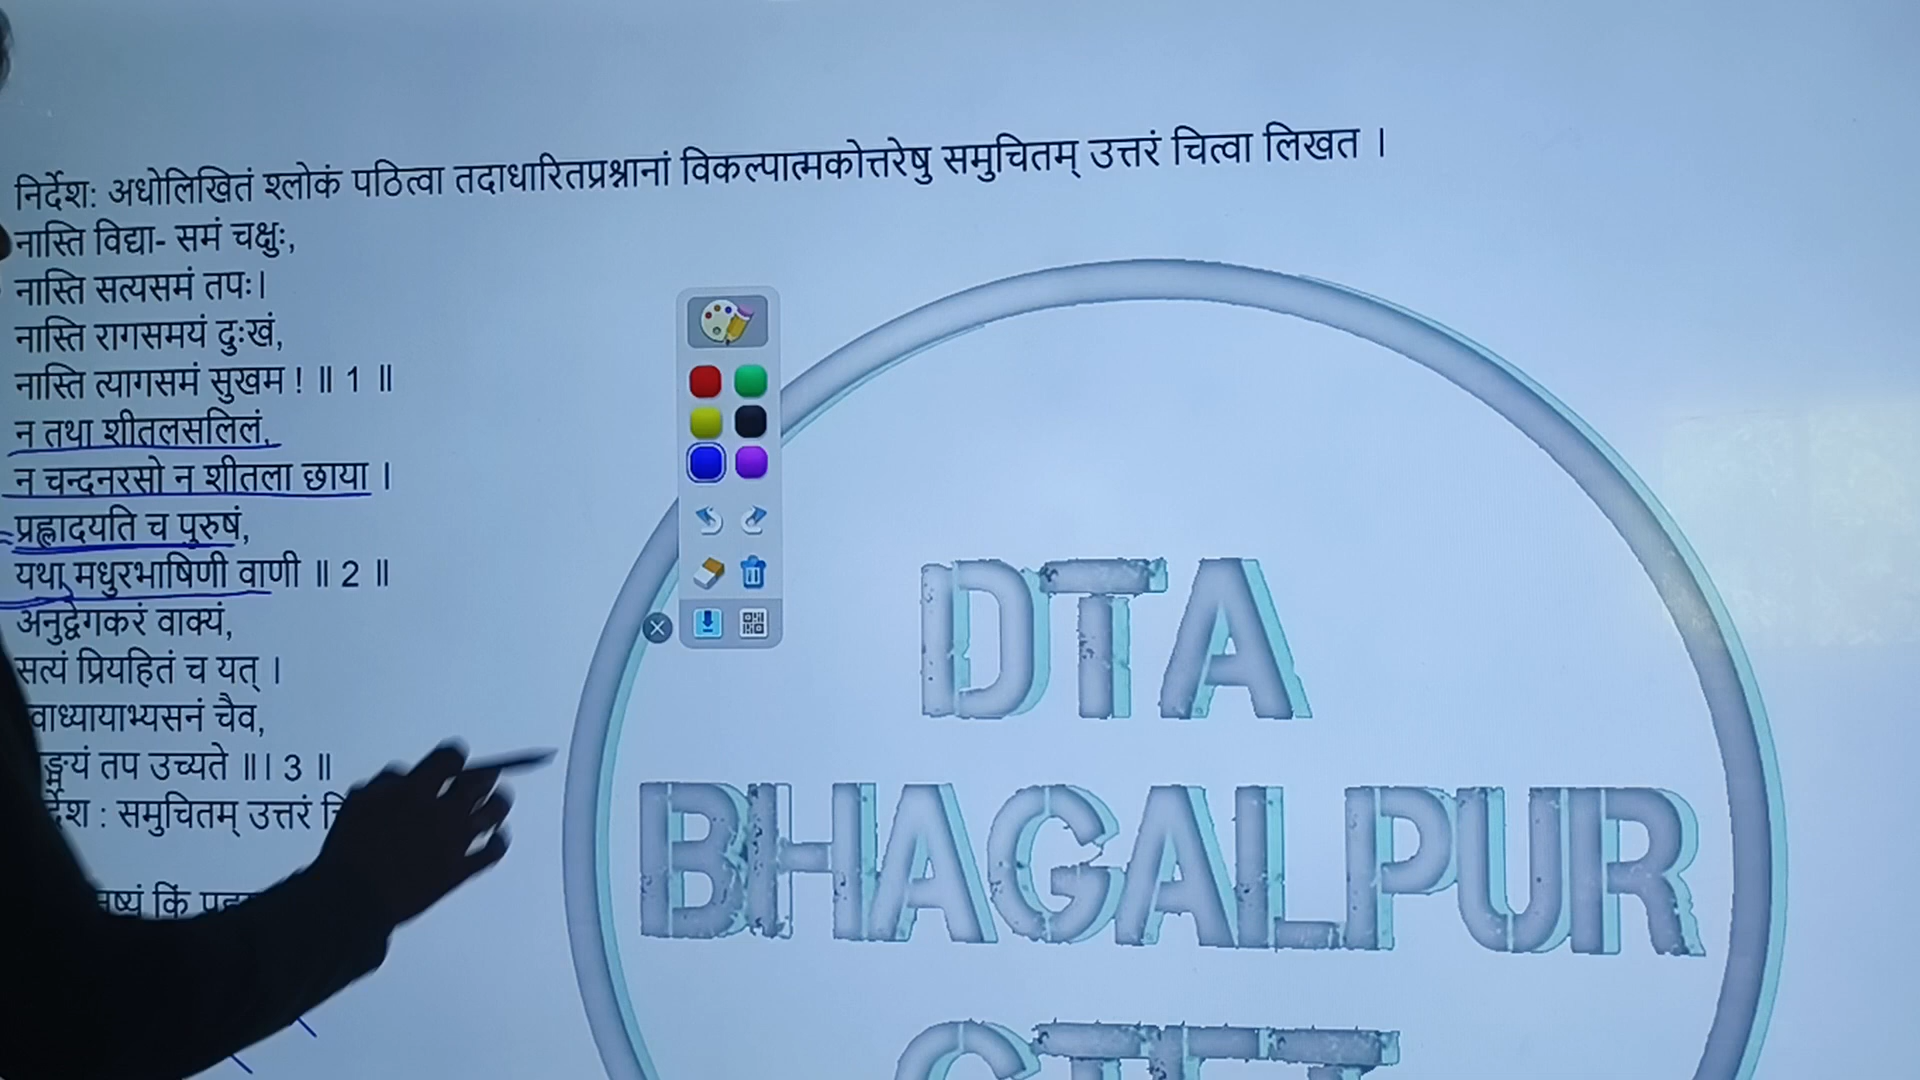 निर्देश: अधोलिखितं श्लोकं पठित्वा तदाधारितप्रश्नानां विकल्पात्मकोत्तरेषु समुचितम् उत्तरं चित्वा लिखत ।
नास्ति विद्या- समं चक्षुः,
नास्ति सत्यसमं तपः।
नास्ति रागसमयं दुःखं,
नास्ति त्यागसमं सुखम ! ॥ 1 ॥
न तथा शीतलसलिलं,
न चन्दनरसो न शीतला छाया ।
प्रह्लादयति च पुरुषं,
यथा मधुरभाषिणी वाणी ॥ 2 ॥
अनुद्वेगकरं वाक्यं,
सत्यं प्रियहितं च यत् ।
वाध्यायाभ्यसनं चैव,
तप उच्यते ॥। 3 ॥
: समुचितम् उत्तरं
किं
DTA
BHAGALPUR
CTET